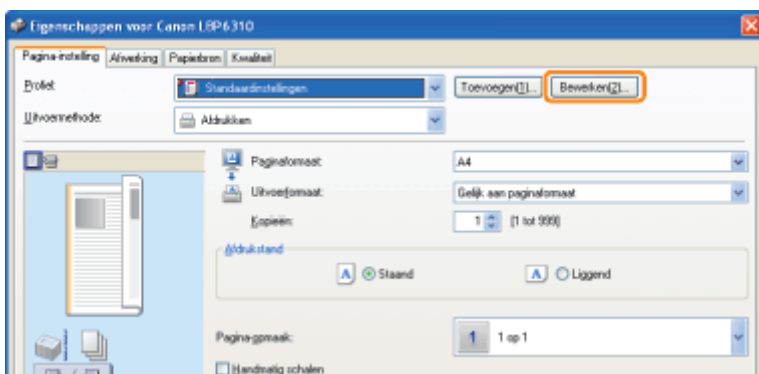 Eigenschappen voor Canon LBP6310
Pagina-instelling Afwerking Papierbron Kwaliteit
Profiel: Standaardinstellingen Toevoegen(1)... Bewerken(2)...
Uitvoermethode: Afdrukken
Paginaformaat: A4
Uitvoerformaat: Gelijk aan paginaformaat
Kopieën: 1 [1 tot 999]
Afdrukstand
A Staand A Liggend
Pagina-opmaak: 1 1 op 1
Handmatig schalen